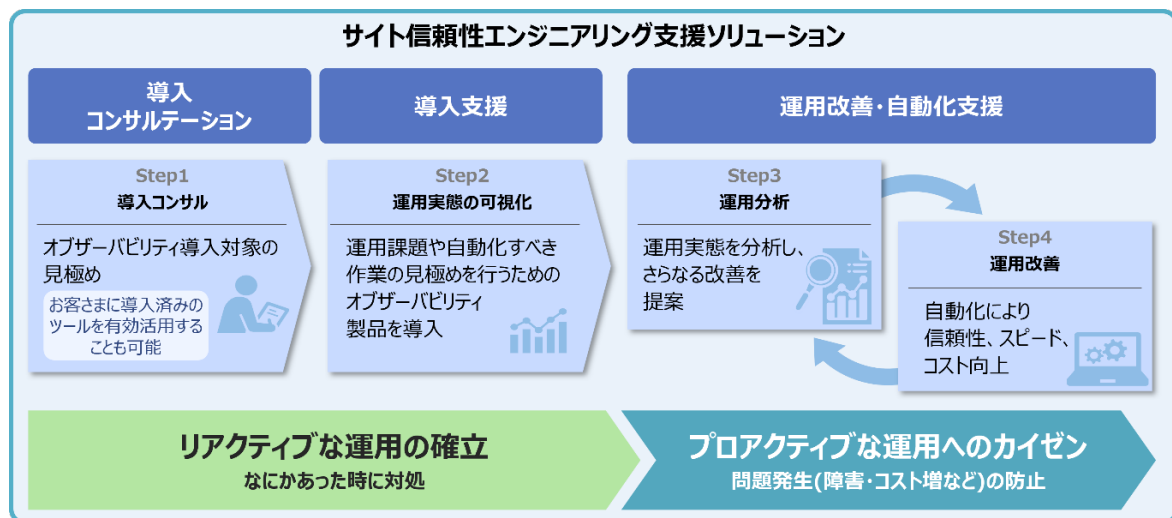 サイト信頼性エンジニアリング支援ソリューション
導入
コンサルテーション
導入支援
運用改善・自動化支援
Step1
導入コンサル
オブザーバビリティ導入対象の
見極め
お客さまに導入済みの
ツールを有効活用する
ことも可能
Step2
運用実態の可視化
運用課題や自動化すべき
作業の見極めを行うための
オブザーバビリティ
製品を導入
Step3
運用分析
運用実態を分析し、
さらなる改善を
提案
Step4
運用改善
自動化により
信頼性、スピード、
コスト向上
リアクティブな運用の確立
なにかあった時に対処
プロアクティブな運用へのカイゼン
問題発生(障害・コスト増など)の防止